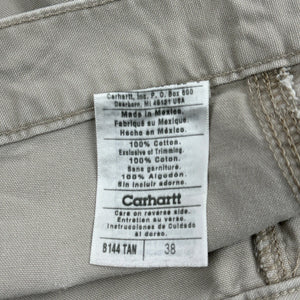 Carhartt, Inc. P. O. Box 600
Dearborn, MI 48121 USA
Made in Mexico.
Fabriqué au Mexique.
Hecho en México.
100% Cotton.
Exclusive of Trimming.
100% Coton.
Sans garniture.
100% Algodón.
Sin incluir adorno.
Carhartt
Care on reverse side.
Entretien au verso.
Instrucciones de Cuidado
al dorso.
B144 TAN 38